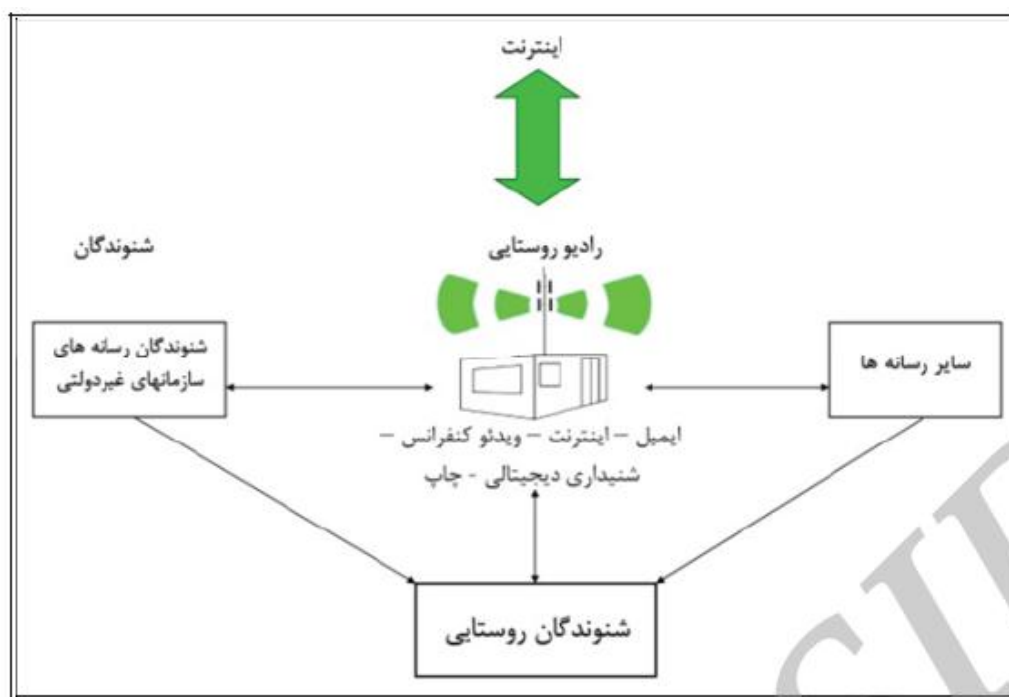 اینترنت
رادیو روستایی
شنوندگان
سایر رسانه ها
شنوندگان رسانه های
سازمانهای غیردولتی
ایمیل – اینترنت – ویدئو کنفرانس –
شنیداری دیجیتالی - چاپ
شنوندگان روستایی